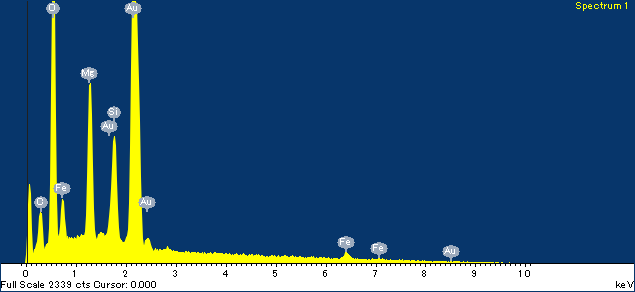 Spectrum 1
O Au
Mg
Si
Au
Fe
Au
Fe
Fe
Au
0 1 2 3 4 5 6 7 8 9 10
Full Scale 2339 cts Cursor: 0.000 keV